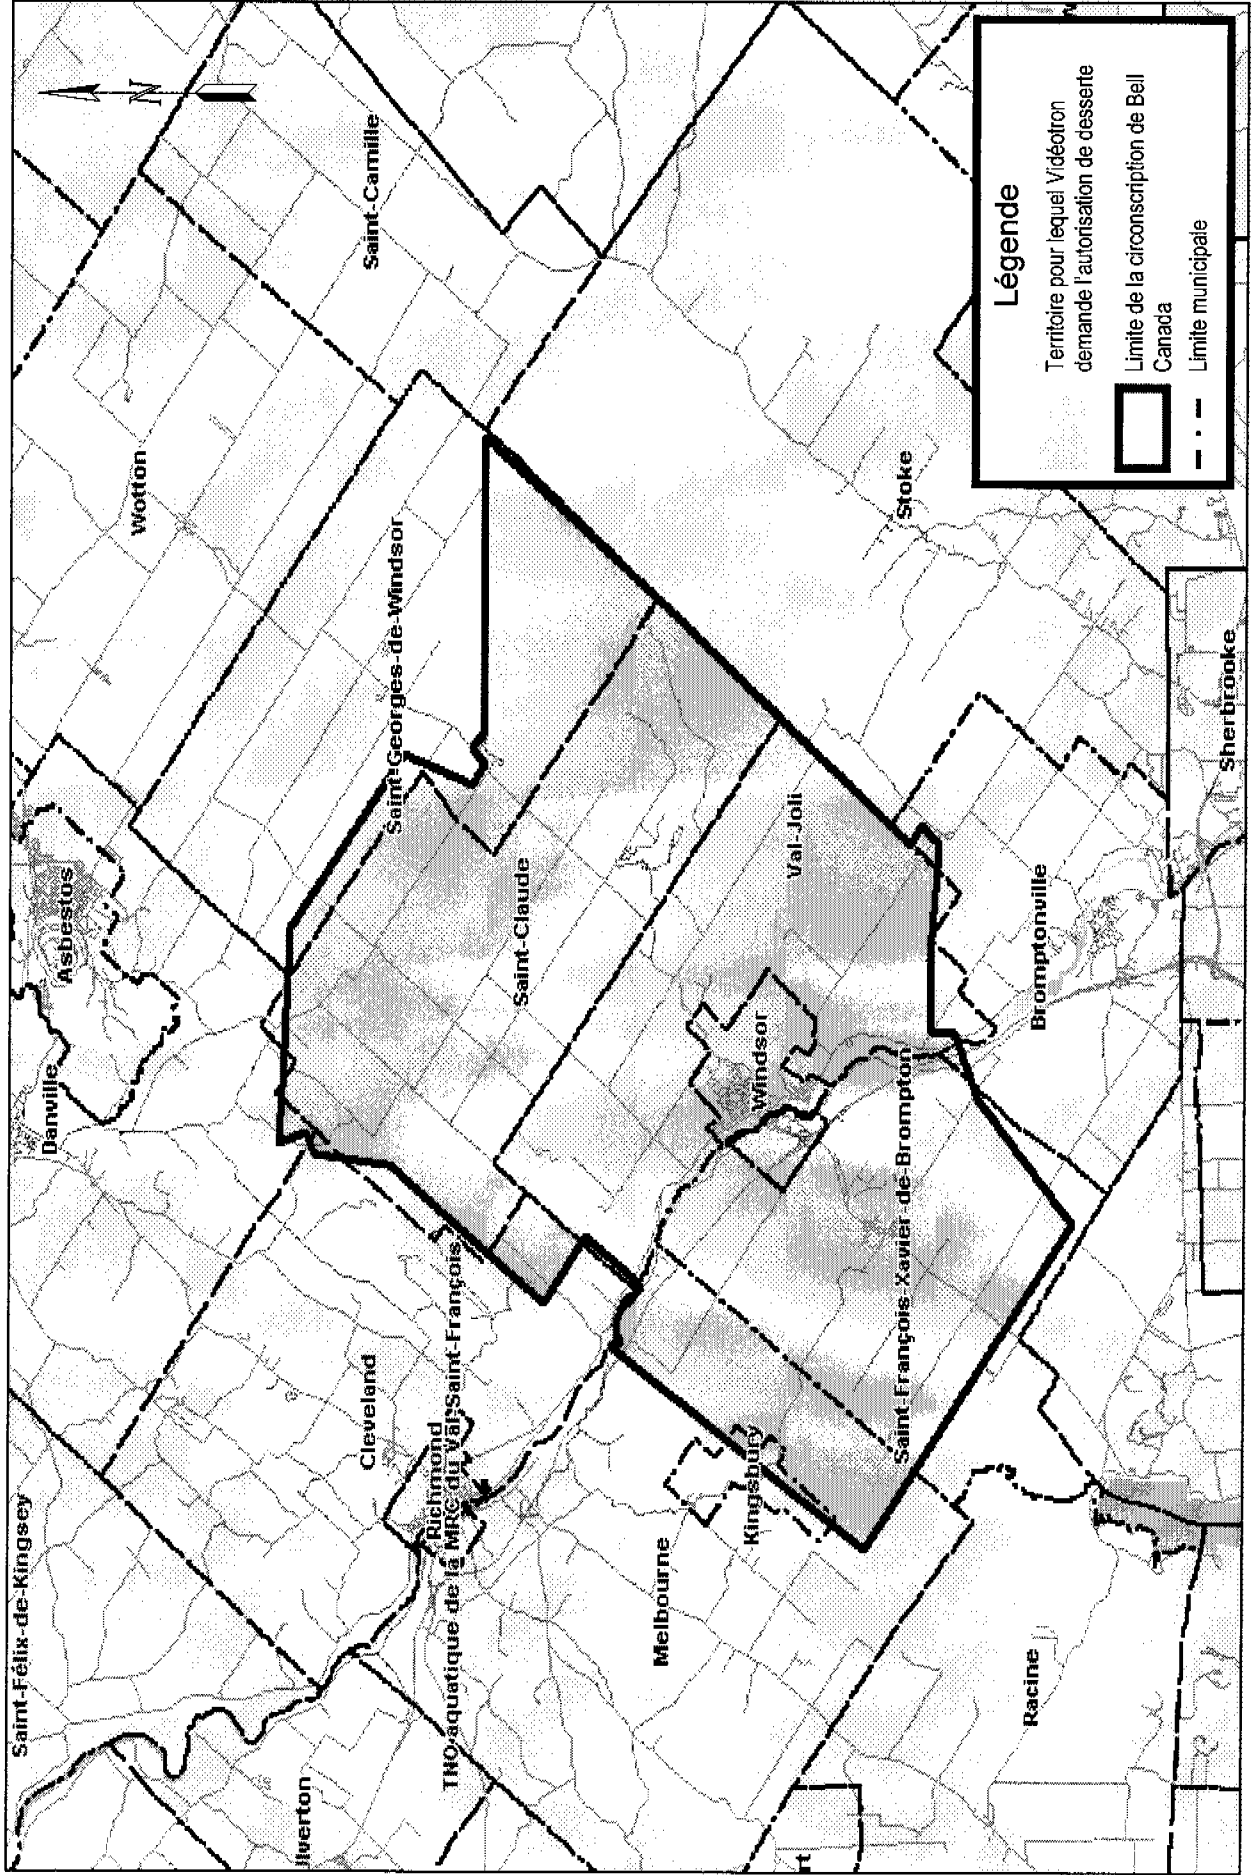 Saint-Félix-de-Kingsey
Danville
Asbestos
Wotton
N
Saint-Camille
Ulverton
Cleveland
Richmond
THO aquatique de la MRC du Val-Saint-François
Saint-Georges-de-Windsor
Saint-Claude
Melbourne
Kingsbury
Windsor
Val-Joli
Saint-François-Xavier-de-Brompton
Stoke
Racine
Bromptonville
Sherbrooke
rt
Légende
Territoire pour lequel Vidéotron
demande l'autorisation de desserte
Limite de la circonscription de Bell
Canada
Limite municipale